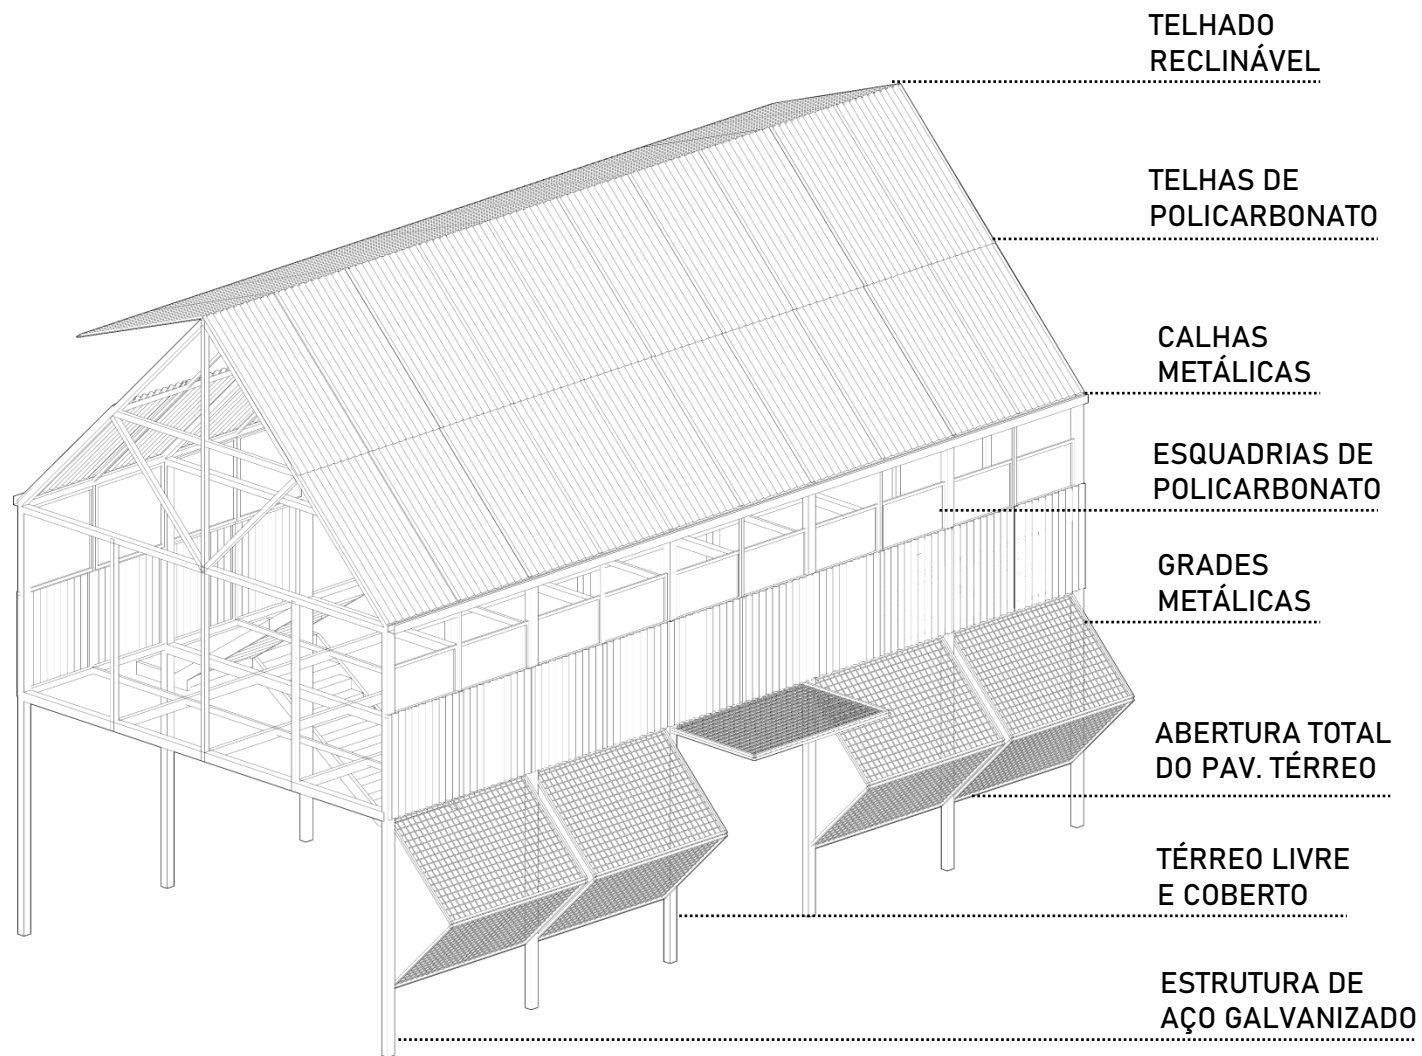 TELHADO
RECLINÁVEL
TELHAS DE
POLICARBONATO
CALHAS
METÁLICAS
ESQUADRIAS DE
POLICARBONATO
GRADES
METÁLICAS
ABERTURA TOTAL
DO PAV. TÉRREO
TÉRREO LIVRE
E COBERTO
ESTRUTURA DE
AÇO GALVANIZADO